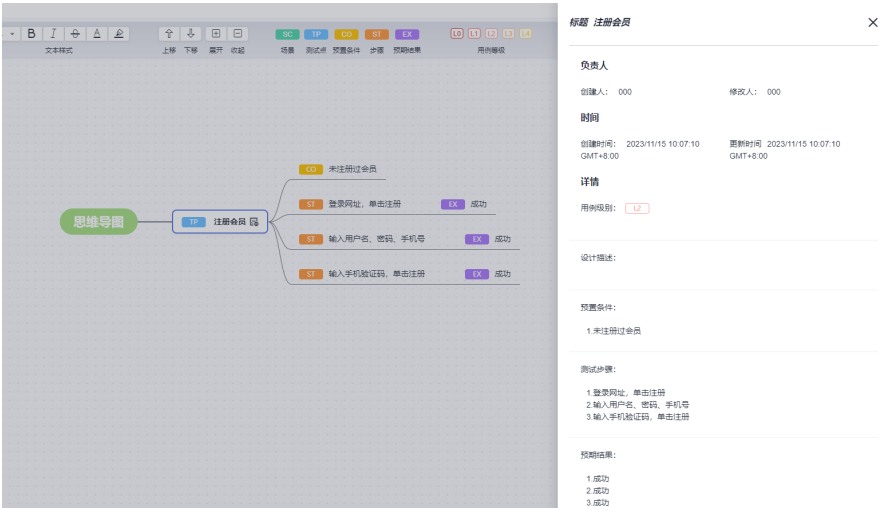 B I A
SC TP CO ST EX
L0 L1 L2 L3 L4
文本样式
上移 下移 展开 收起
场景 测试点 预置条件 步骤 预期结果
用例等级
思维导图
TP 注册会员
CO 未注册过会员
ST 登录网址，单击注册 EX 成功
ST 输入用户名、密码、手机号 EX 成功
ST 输入手机验证码，单击注册 EX 成功
标题 注册会员
负责人
创建人： 000 修改人： 000
时间
创建时间： 2023/11/15 10:07:10 更新时间 2023/11/15 10:07:10
GMT+8:00 GMT+8:00
详情
用例级别： L2
设计描述：
预置条件：
1.未注册过会员
测试步骤：
1.登录网址，单击注册
2.输入用户名、密码、手机号
3.输入手机验证码，单击注册
预期结果：
1.成功
2.成功
3.成功